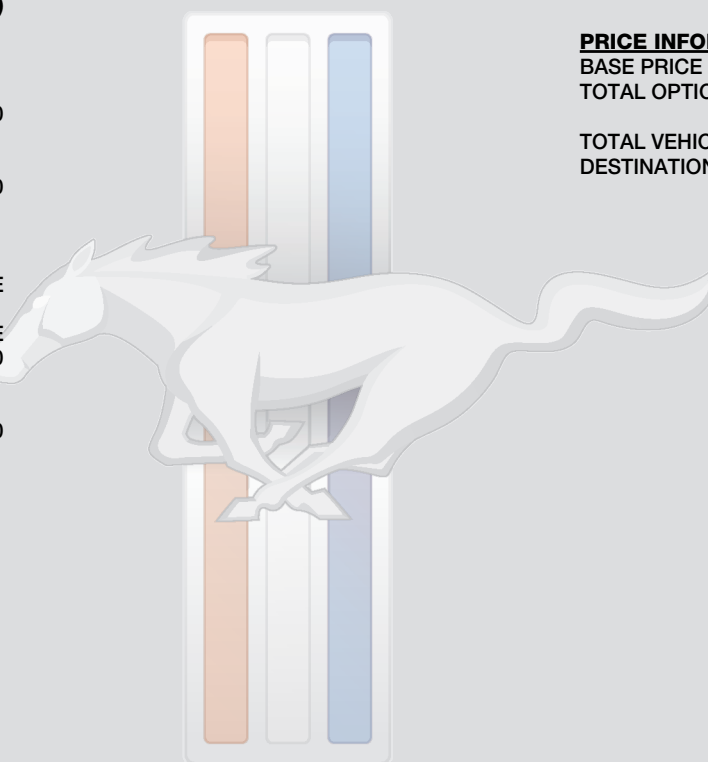 PRICE INFO
BASE PRICE
TOTAL OPTIO
TOTAL VEHIC
DESTINATION